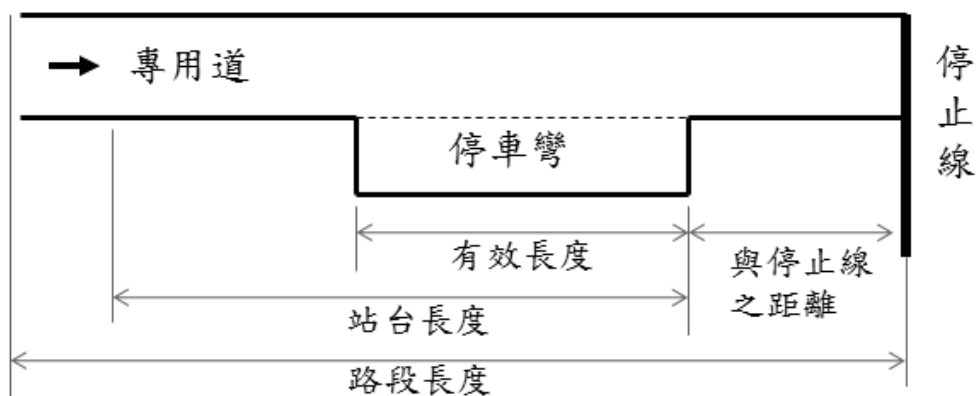 專用道
停止線
停車彎
有效長度
與停止線
之距離
站台長度
路段長度